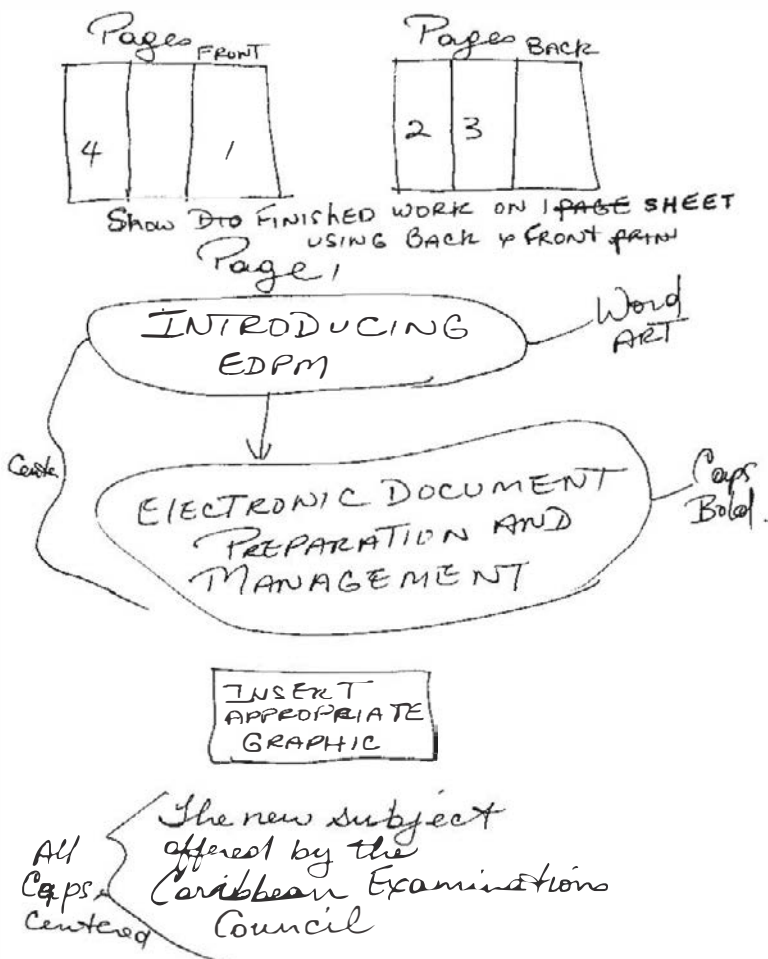 Pages FRONT
Pages BACK
4 1
2 3
Show DTO FINISHED WORK ON 1 PAGE SHEET
USING BACK & FRONT
Page 1
INTRODUCING
EDPM
Word
ART
Centre
ElECTRONIC DOCUMENT
PREPARATION AND
MANAGEMENT
Caps
Bold.
INSERT
APPROPRIATE
GRAPHIC
All
Caps
Centered
The new subject
offered by the
Caribbean Examinations
Council